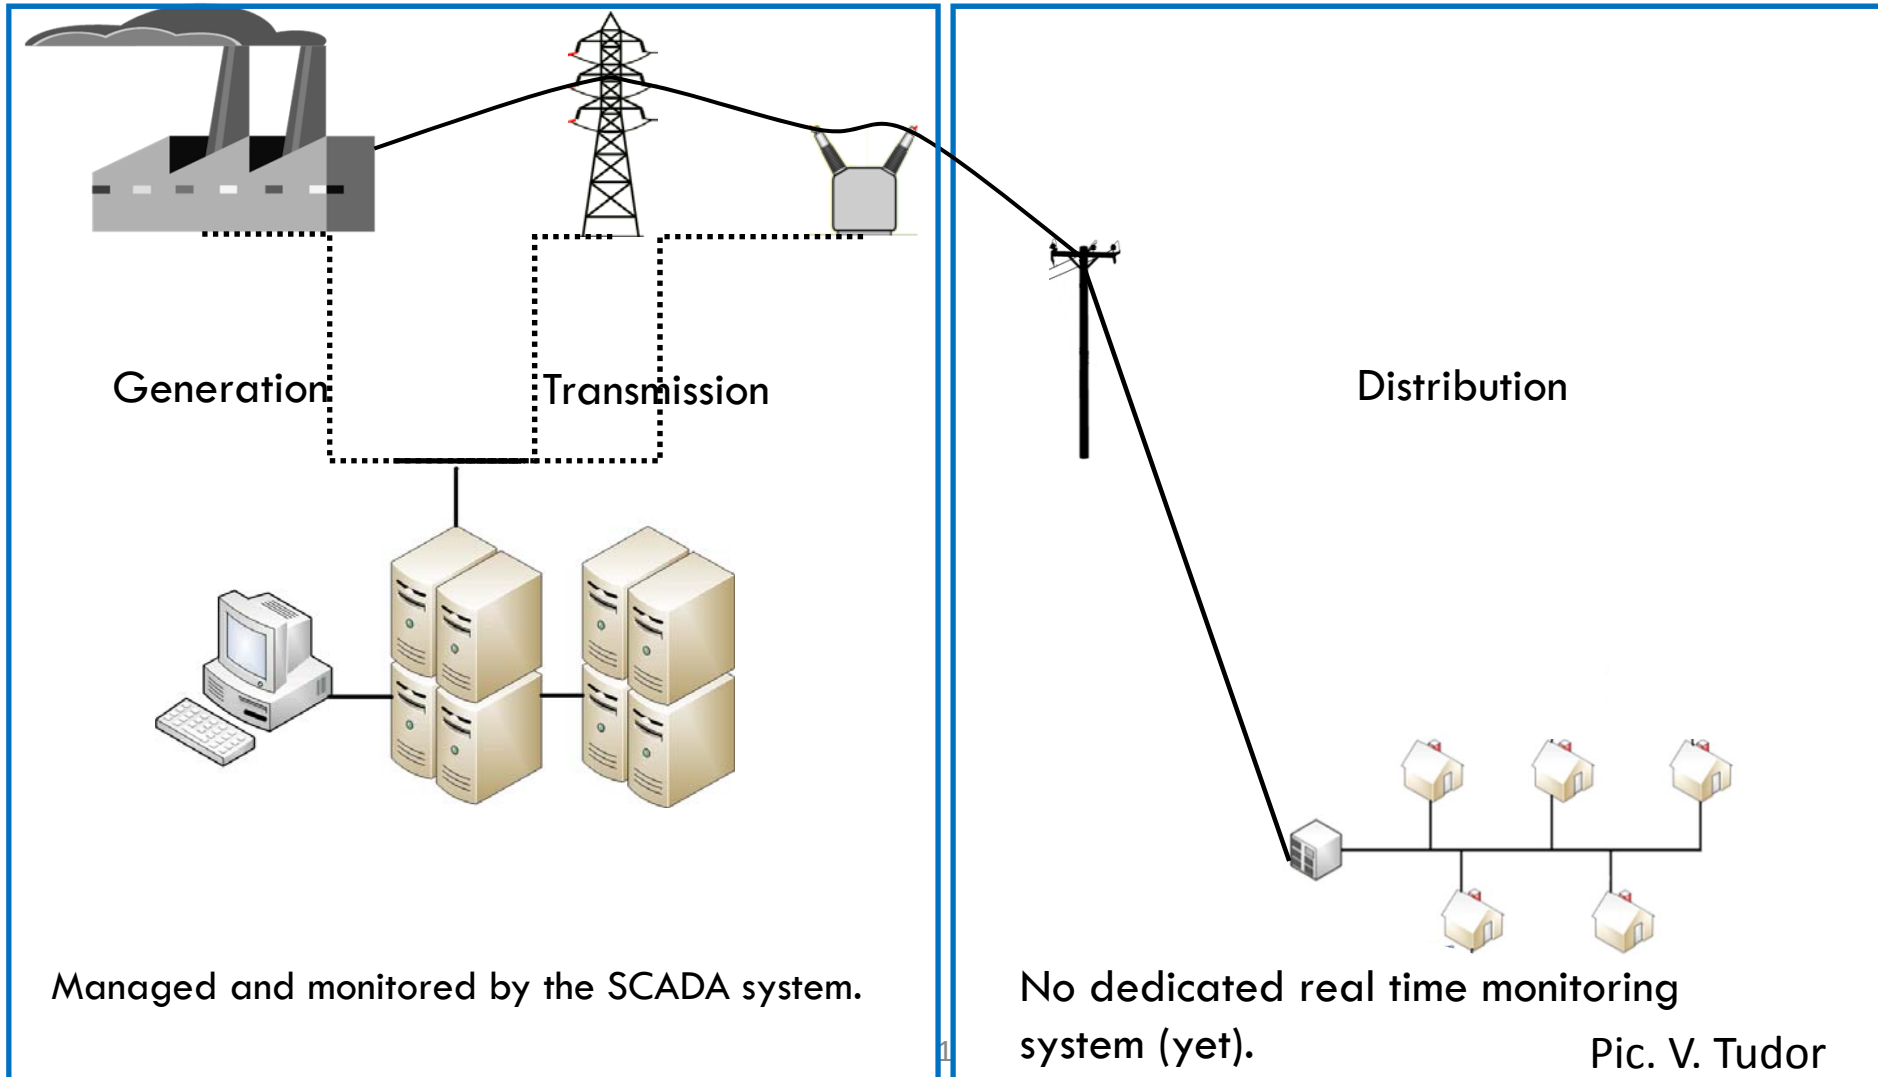 Generation
Transmission
Distribution
Managed and monitored by the SCADA system.
No dedicated real time monitoring
system (yet).
1
Pic. V. Tudor